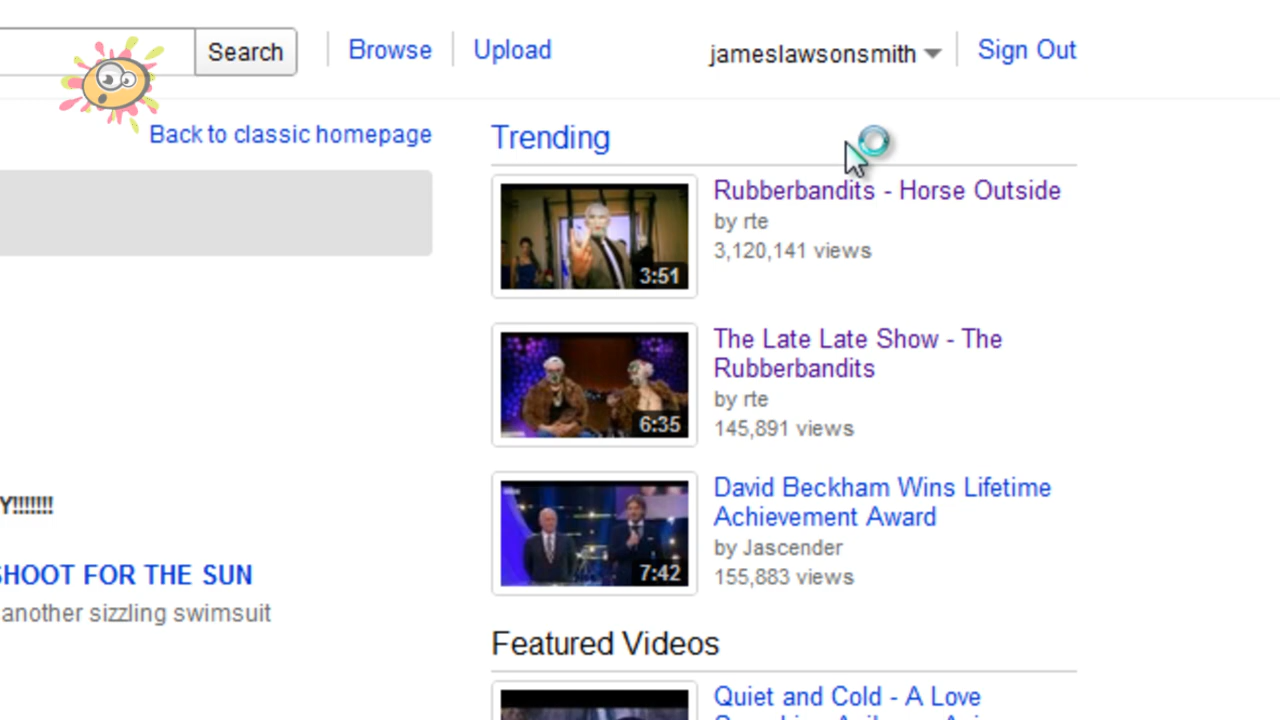 Search
Browse
Upload
jameslawsonsmith
Sign Out
Back to classic homepage
Trending
Rubberbandits - Horse Outside
by rte
3,120,141 views
3:51
The Late Late Show - The
Rubberbandits
by rte
145,891 views
6:35
David Beckham Wins Lifetime
Achievement Award
by Jascender
155,883 views
7:42
Y!!!!!!!
SHOOT FOR THE SUN
another sizzling swimsuit
Featured Videos
Quiet and Cold - A Love